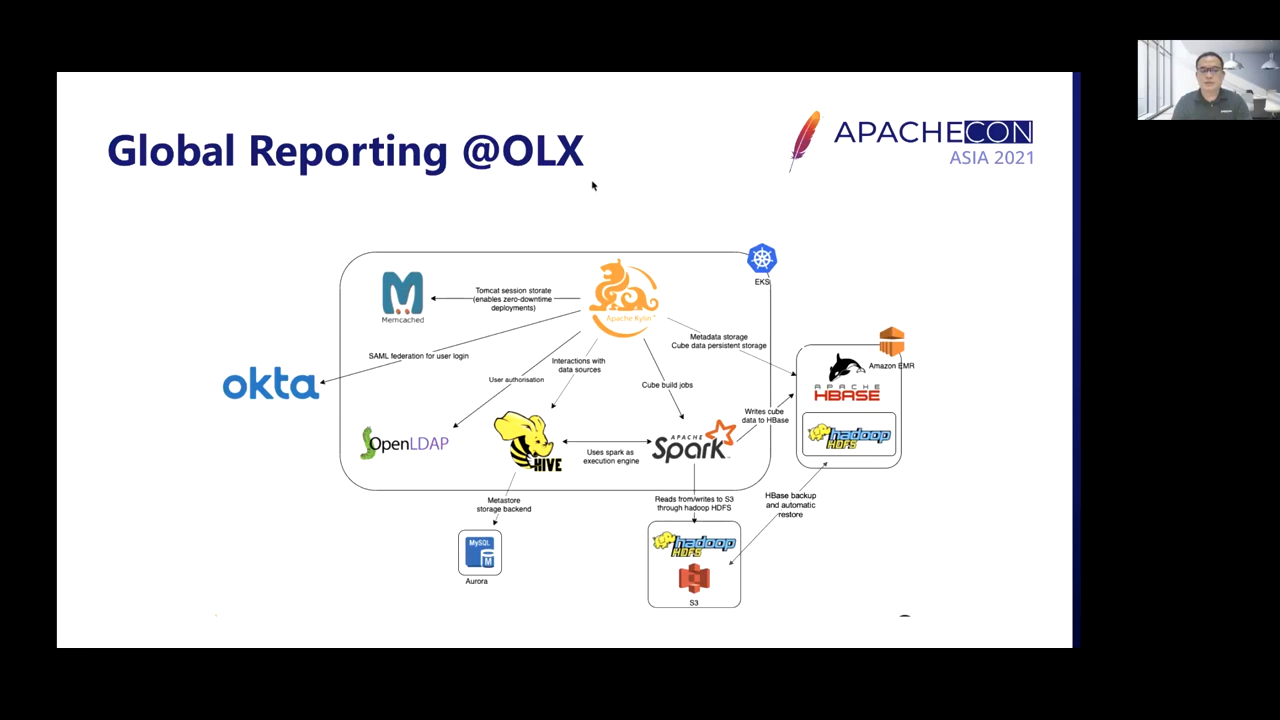 Global Reporting @OLX
APACHECON
ASIA 2021
EKS
Memcached
Tomcat session storate
(enables zero-downtime
deployments)
Apache Kylin™
Metadata storage
Cube data persistent storage
Amazon EMR
SAML federation for user login
Interactions with
data sources
User authorisation
Cube build jobs
okta
APACHE
HBASE
Writes cube
data to HBase
OpenLDAP
HIVE
Uses spark as
execution engine
APACHE
Spark™
hadoop
HDFS
Metastore
storage backend
Reads from/writes to S3
through hadoop HDFS
HBase backup
and automatic
restore
MySQL
M
Aurora
hadoop
HDFS
S3